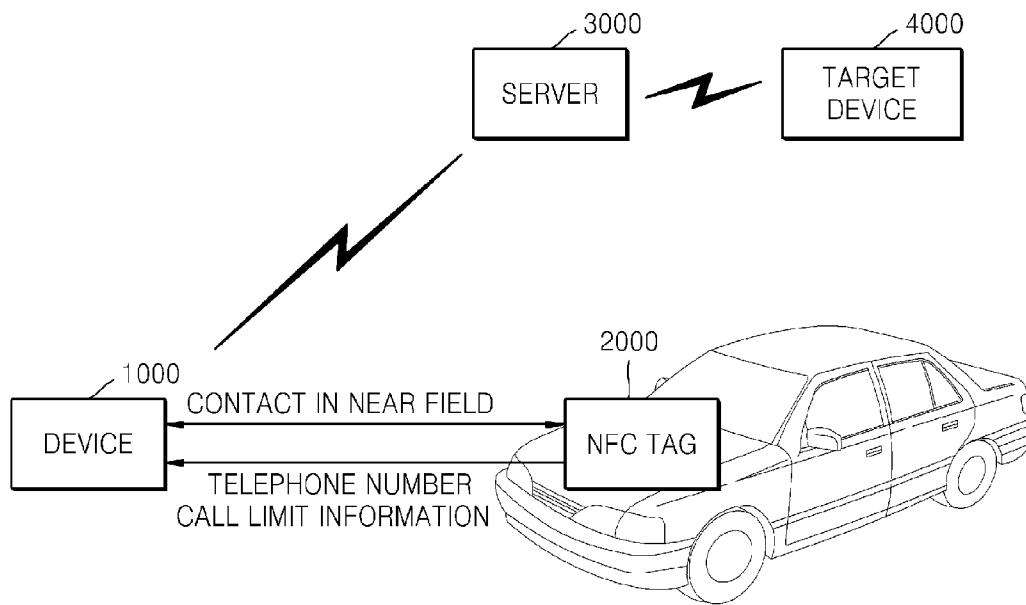 3000
4000
SERVER
TARGET
DEVICE
1000
2000
DEVICE
CONTACT IN NEAR FIELD
NFC TAG
TELEPHONE NUMBER
CALL LIMIT INFORMATION